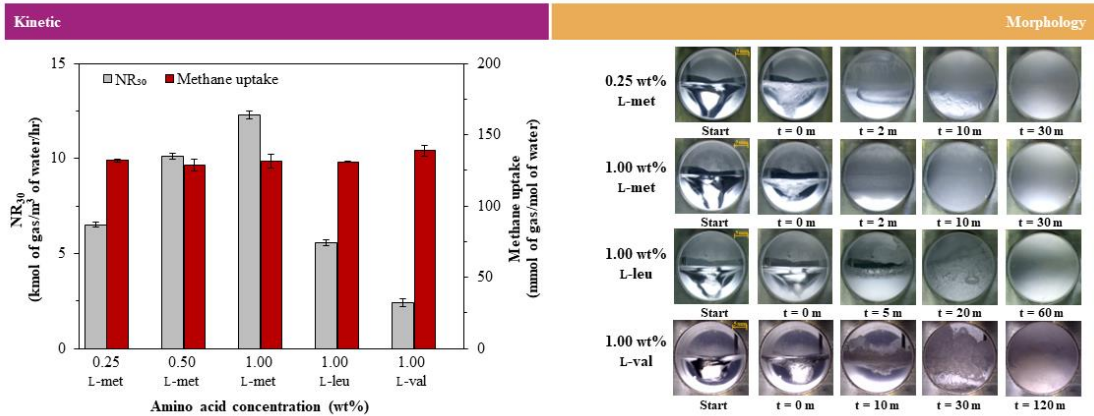 Kinetic
Morphology
15
10
5
0
NR₃₀
(kmol of gas/m³ of water/hr)
NR₃₀
Methane uptake
200
150
100
50
0
Methane uptake
(mmol of gas/mol of water)
0.25
L-met
0.50
L-met
1.00
L-met
1.00
L-leu
1.00
L-val
Amino acid concentration (wt%)
0.25 wt%
L-met
Start t = 0 m t = 2 m t = 10 m t = 30 m
1.00 wt%
L-met
Start t = 0 m t = 2 m t = 10 m t = 30 m
1.00 wt%
L-leu
Start t = 0 m t = 5 m t = 20 m t = 60 m
1.00 wt%
L-val
Start t = 0 m t = 10 m t = 30 m t = 120 m